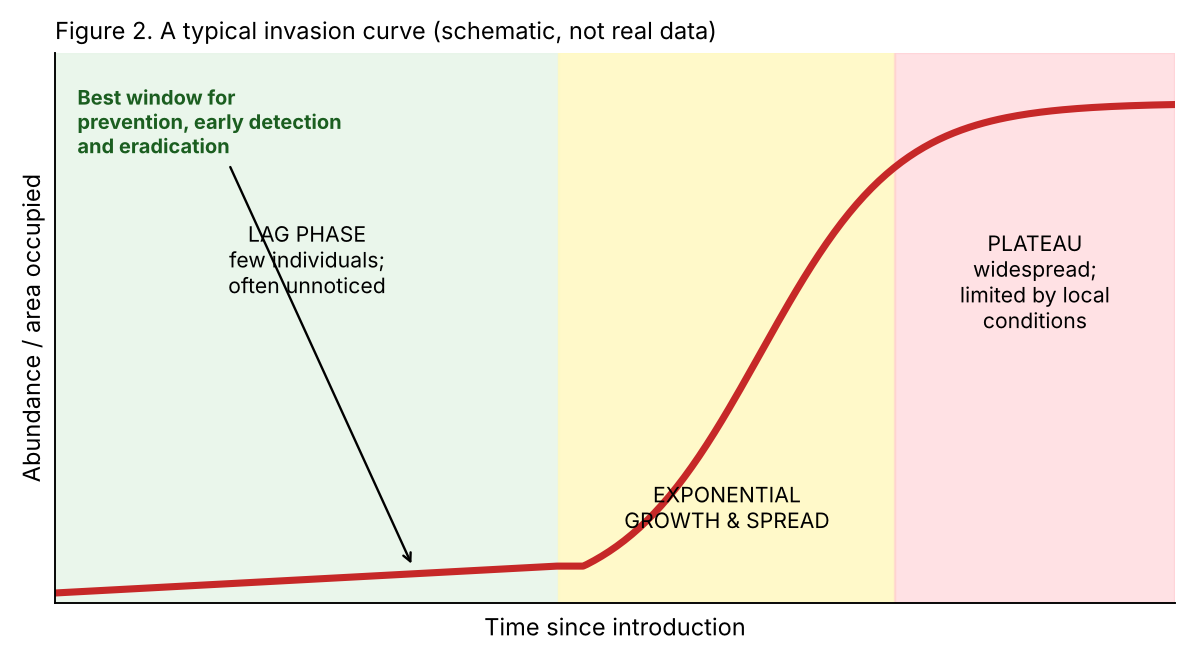 Figure 2. A typical invasion curve (schematic, not real data)
Best window for
prevention, early detection
and eradication
LAG PHASE
few individuals;
often unnoticed
EXPONENTIAL
GROWTH & SPREAD
PLATEAU
widespread;
limited by local
conditions
Abundance / area occupied
Time since introduction